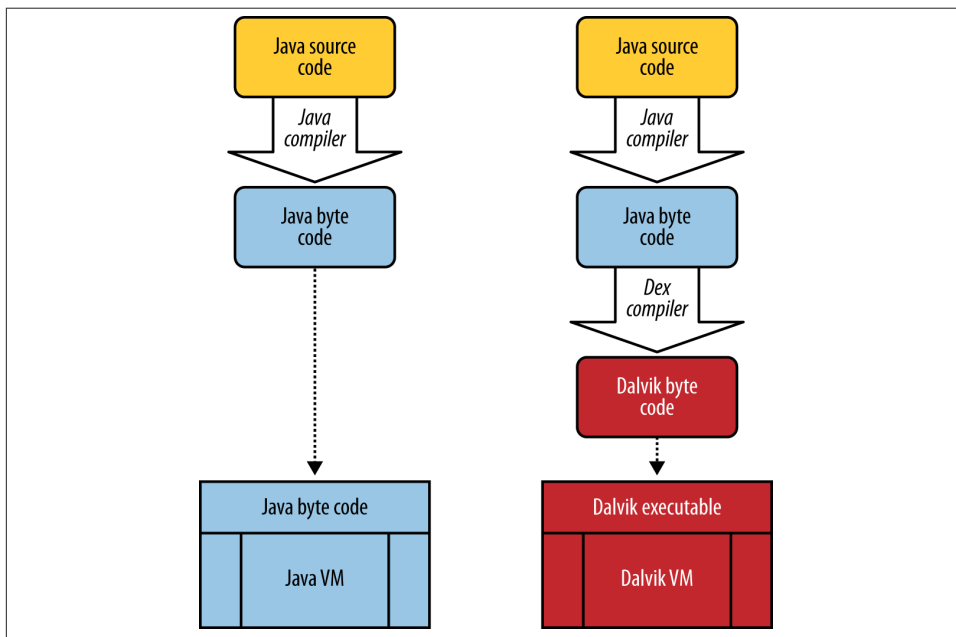 Java source
code
Java
compiler
Java byte
code
Java byte code
Java VM
Java source
code
Java
compiler
Java byte
code
Dex
compiler
Dalvik byte
code
Dalvik executable
Dalvik VM